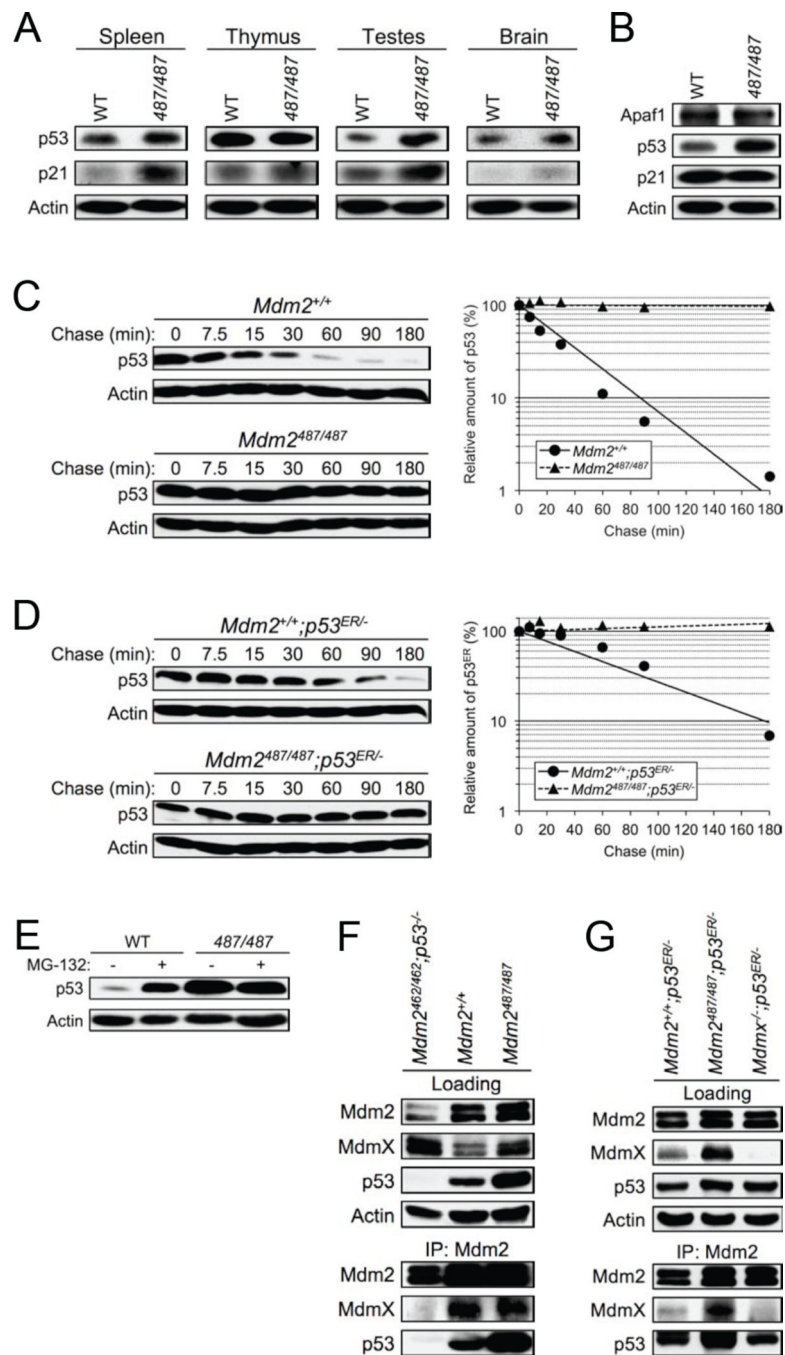 A
Spleen Thymus Testes Brain
WT 487/487 WT 487/487 WT 487/487 WT 487/487
p53
p21
Actin
B
WT 487/487
Apaf1
p53
p21
Actin
C
Mdm2+/+
Chase (min): 0 7.5 15 30 60 90 180
p53
Actin
Mdm2487/487
Chase (min): 0 7.5 15 30 60 90 180
p53
Actin
Relative amount of p53 (%)
100
10
1
Mdm2+/+
Mdm2487/487
0 20 40 60 80 100 120 140 160 180
Chase (min)
D
Mdm2+/+;p53ER/-
Chase (min): 0 7.5 15 30 60 90 180
p53
Actin
Mdm2487/487;p53ER/-
Chase (min): 0 7.5 15 30 60 90 180
p53
Actin
Relative amount of p53ER (%)
100
10
1
Mdm2+/+;p53ER/-
Mdm2487/487;p53ER/-
0 20 40 60 80 100 120 140 160 180
Chase (min)
E
WT 487/487
MG-132: - + - +
p53
Actin
F
Mdm2462/462;p53-/-
Mdm2+/+
Mdm2487/487
Loading
Mdm2
MdmX
p53
Actin
IP: Mdm2
Mdm2
MdmX
p53
G
Mdm2+/+;p53ER/-
Mdm2487/487;p53ER/-
Mdmx-/-;p53ER/-
Loading
Mdm2
MdmX
p53
Actin
IP: Mdm2
Mdm2
MdmX
p53